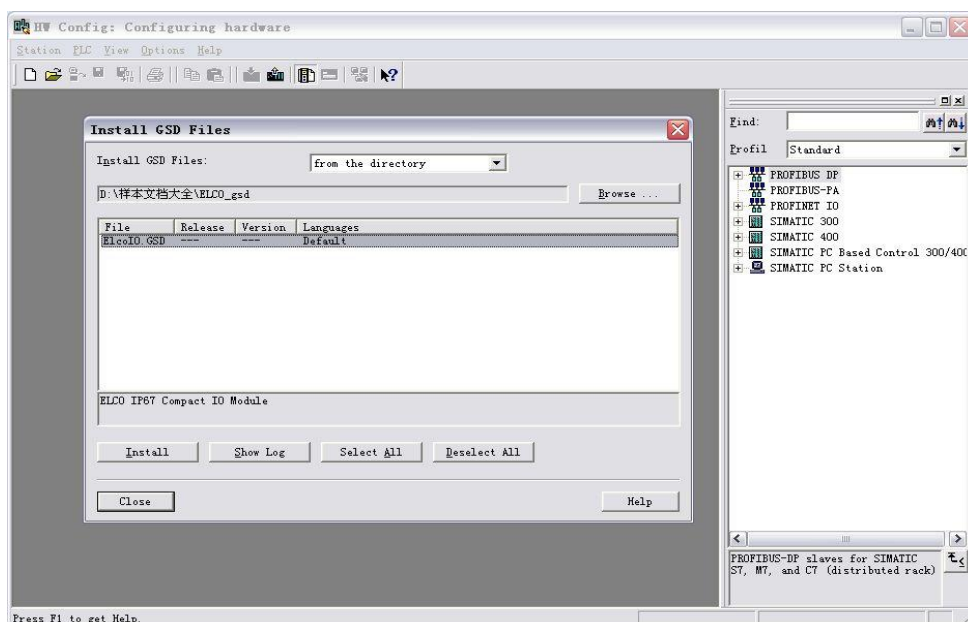 HW Config: Configuring hardware
Station PLC View Options Help
Install GSD Files
Install GSD Files:
from the directory
D:\样本文档大全\ELCO_gsd
Browse ...
File Release Version Languages
ElcoIO.GSD --- --- Default
ELCO IP67 Compact IO Module
Install Show Log Select All Deselect All
Close Help
Find:
Profil Standard
PROFIBUS DP
PROFIBUS-PA
PROFINET IO
SIMATIC 300
SIMATIC 400
SIMATIC PC Based Control 300/400
SIMATIC PC Station
PROFIBUS-DP slaves for SIMATIC
S7, M7, and C7 (distributed rack)
Press F1 to get Help.